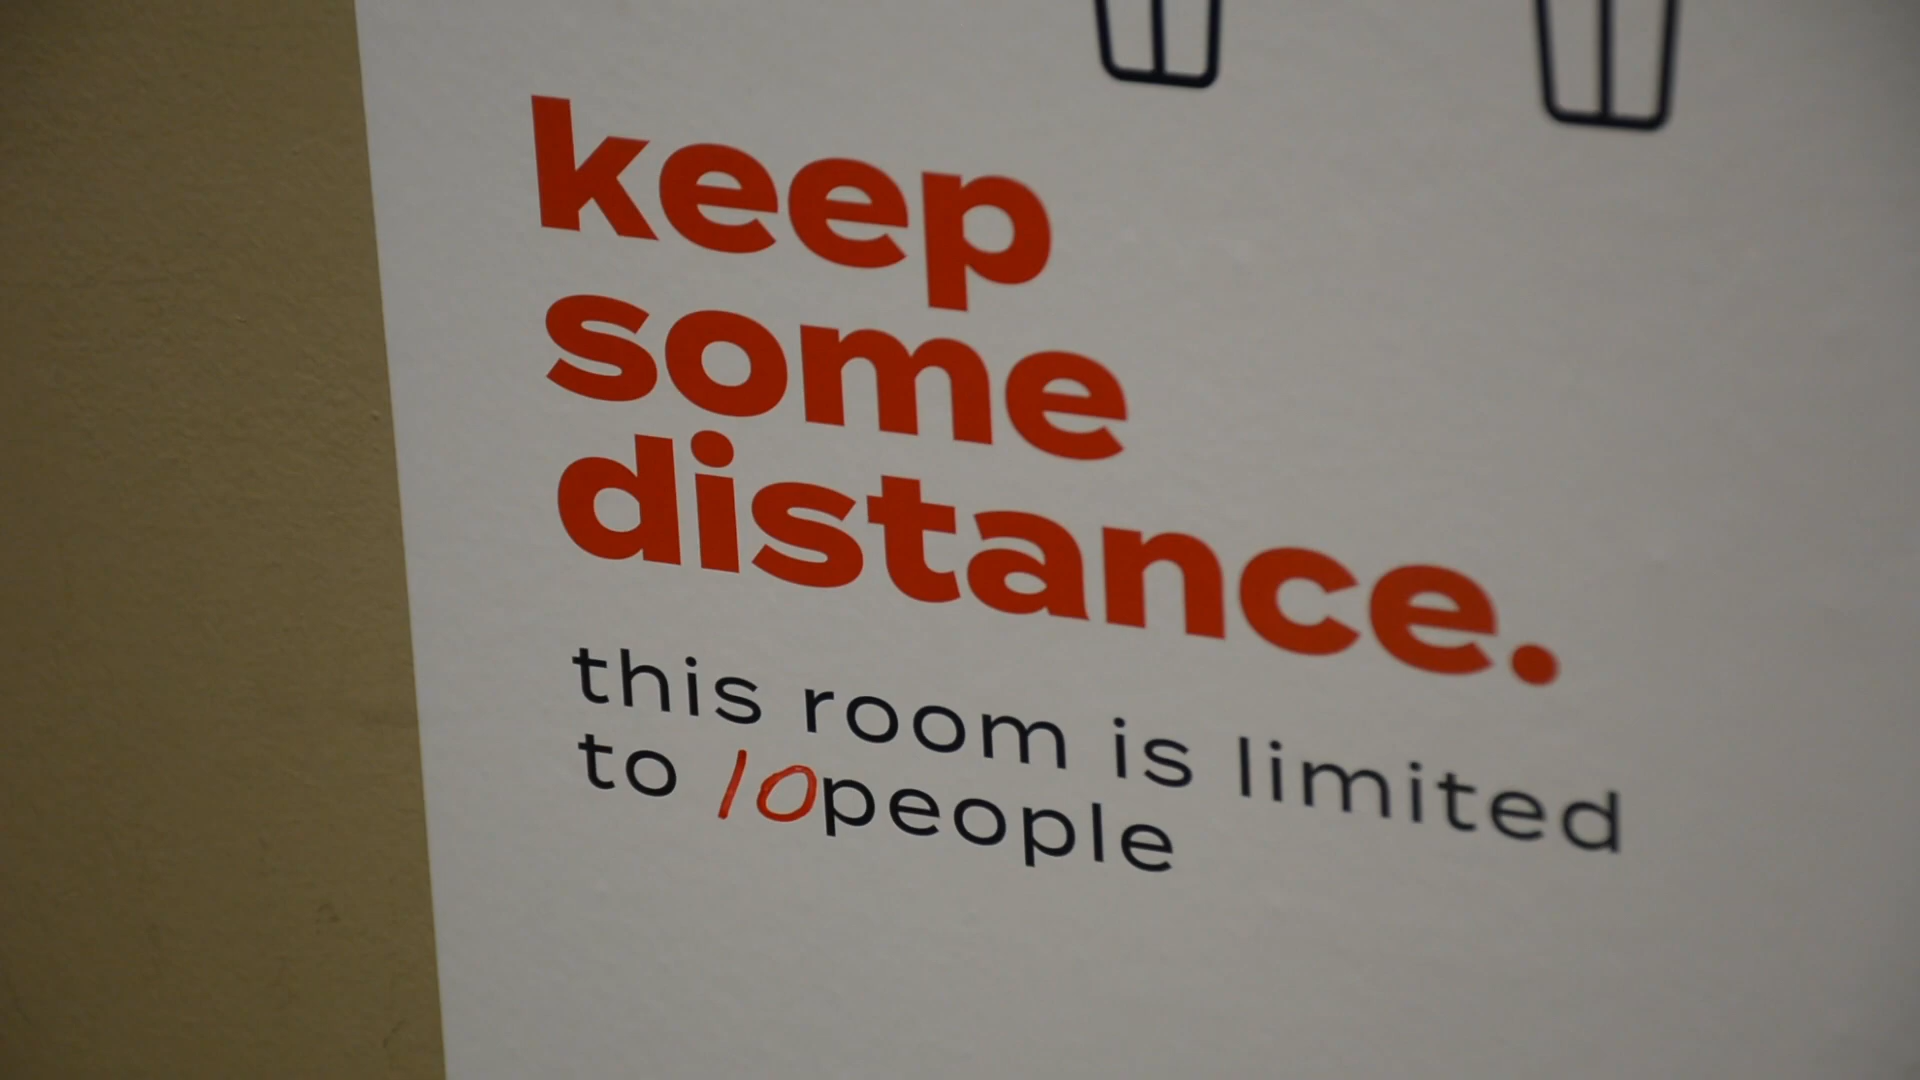 keep
some
distance.
this room is limited
to 10 people